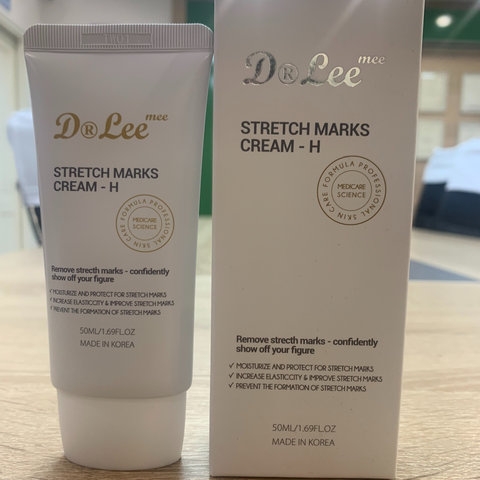 D®Lee mee
STRETCH MARKS
CREAM - H
SKIN CARE FORMULA PROFESSIONAL
MEDICARE
SCIENCE
Remove strecth marks - confidently
show off your figure
✓ MOISTURIZE AND PROTECT FOR STRETCH MARKS
✓ INCREASE ELASTICCITY & IMPROVE STRETCH MARKS
✓ PREVENT THE FORMATION OF STRETCH MARKS
50ML/1.69FL.OZ
MADE IN KOREA
D®Lee mee
STRETCH MARKS
CREAM - H
SKIN CARE FORMULA PROFESSIONAL
MEDICARE
SCIENCE
Remove strecth marks - confidently
show off your figure
✓ MOISTURIZE AND PROTECT FOR STRETCH MARKS
✓ INCREASE ELASTICCITY & IMPROVE STRETCH MARKS
✓ PREVENT THE FORMATION OF STRETCH MARKS
50ML/1.69FL.OZ
MADE IN KOREA